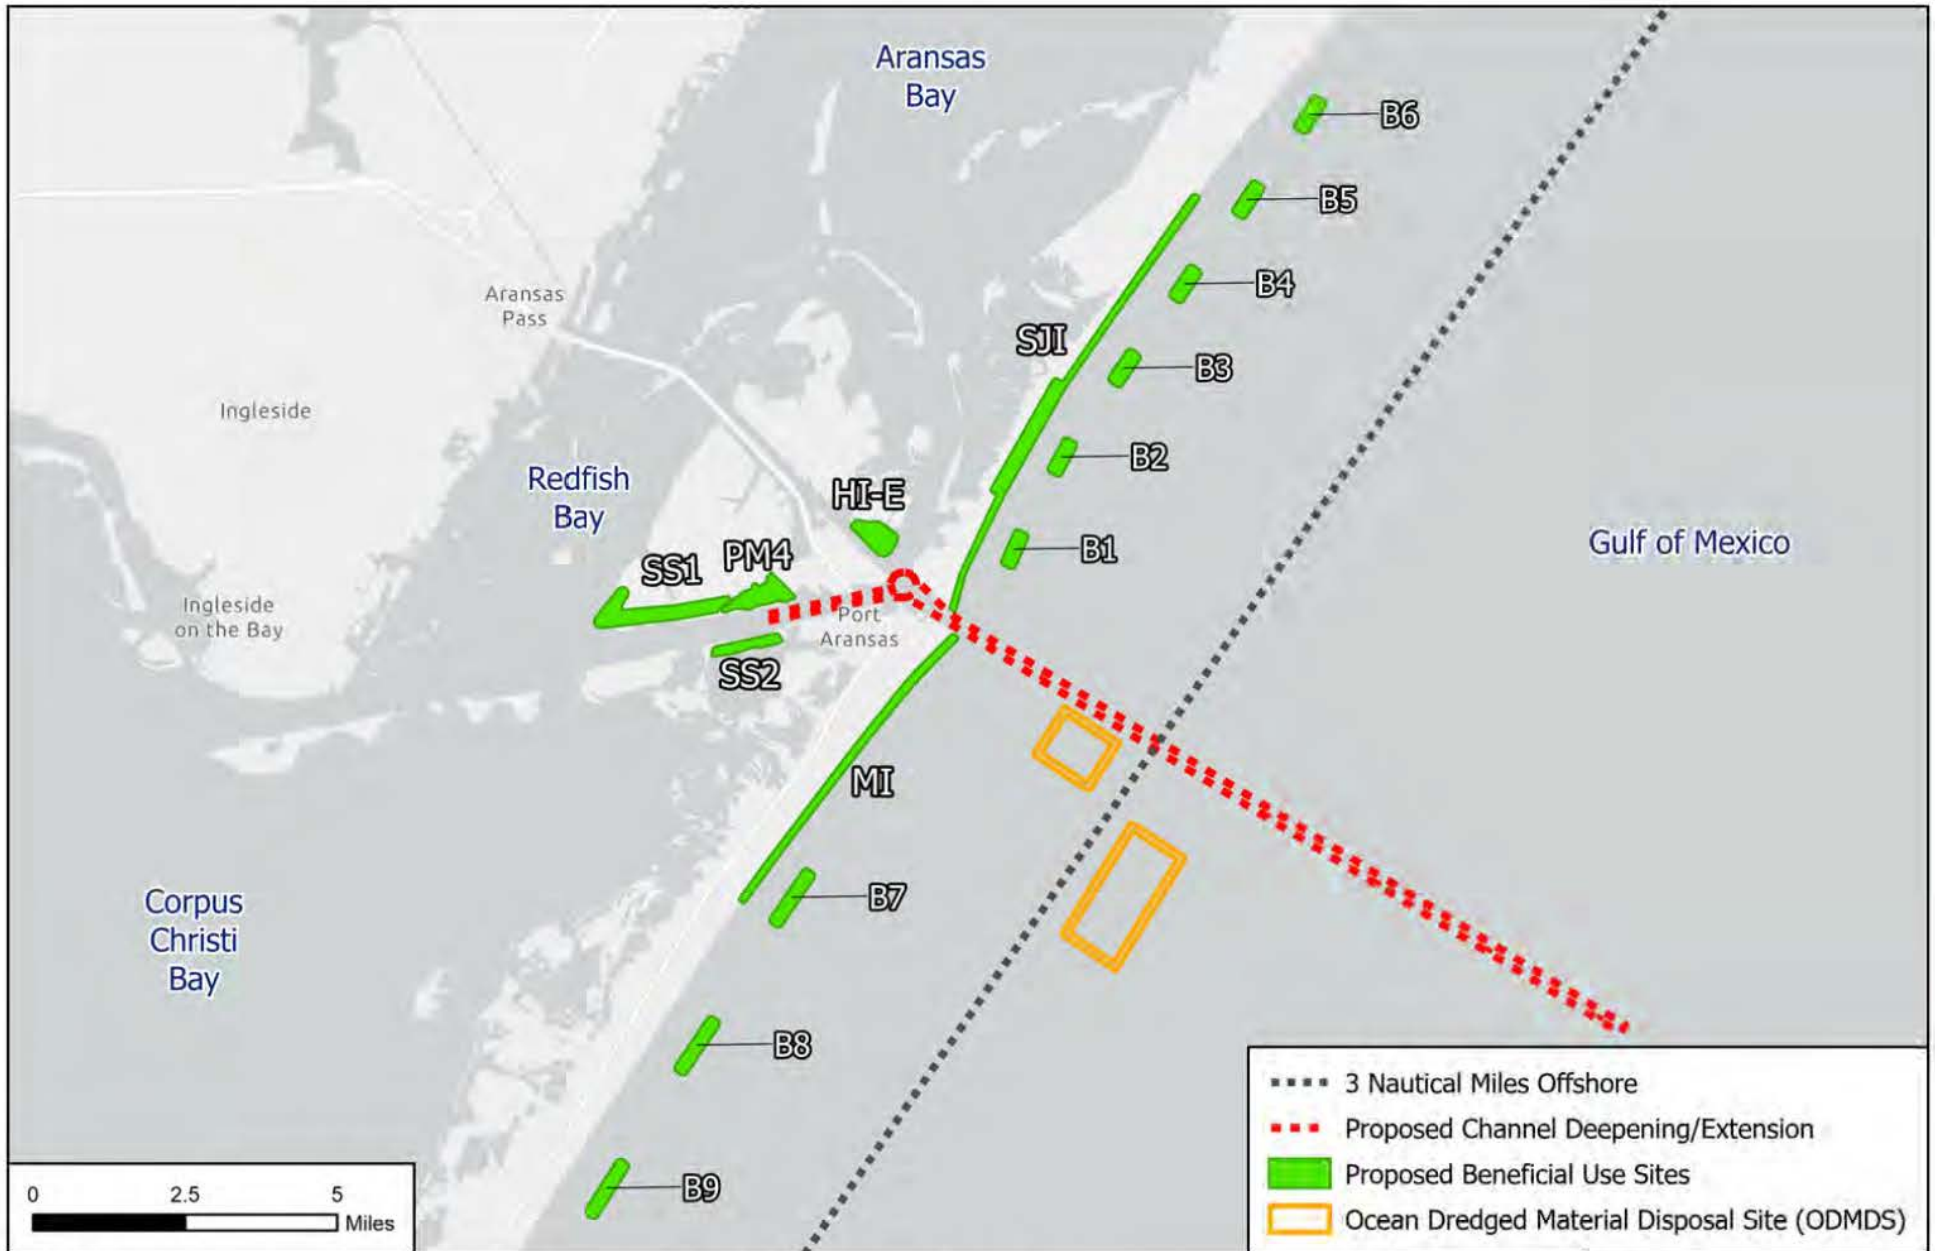 Aransas
Bay
B6
B5
B4
Aransas
Pass
SJI
B3
Ingleside
B2
Redfish
Bay
HI-E
Gulf of Mexico
B1
PM4
SS1
Ingleside
on the Bay
Port
Aransas
SS2
MI
B7
Corpus
Christi
Bay
B8
B9
0 2.5 5
Miles
3 Nautical Miles Offshore
Proposed Channel Deepening/Extension
Proposed Beneficial Use Sites
Ocean Dredged Material Disposal Site (ODMDS)